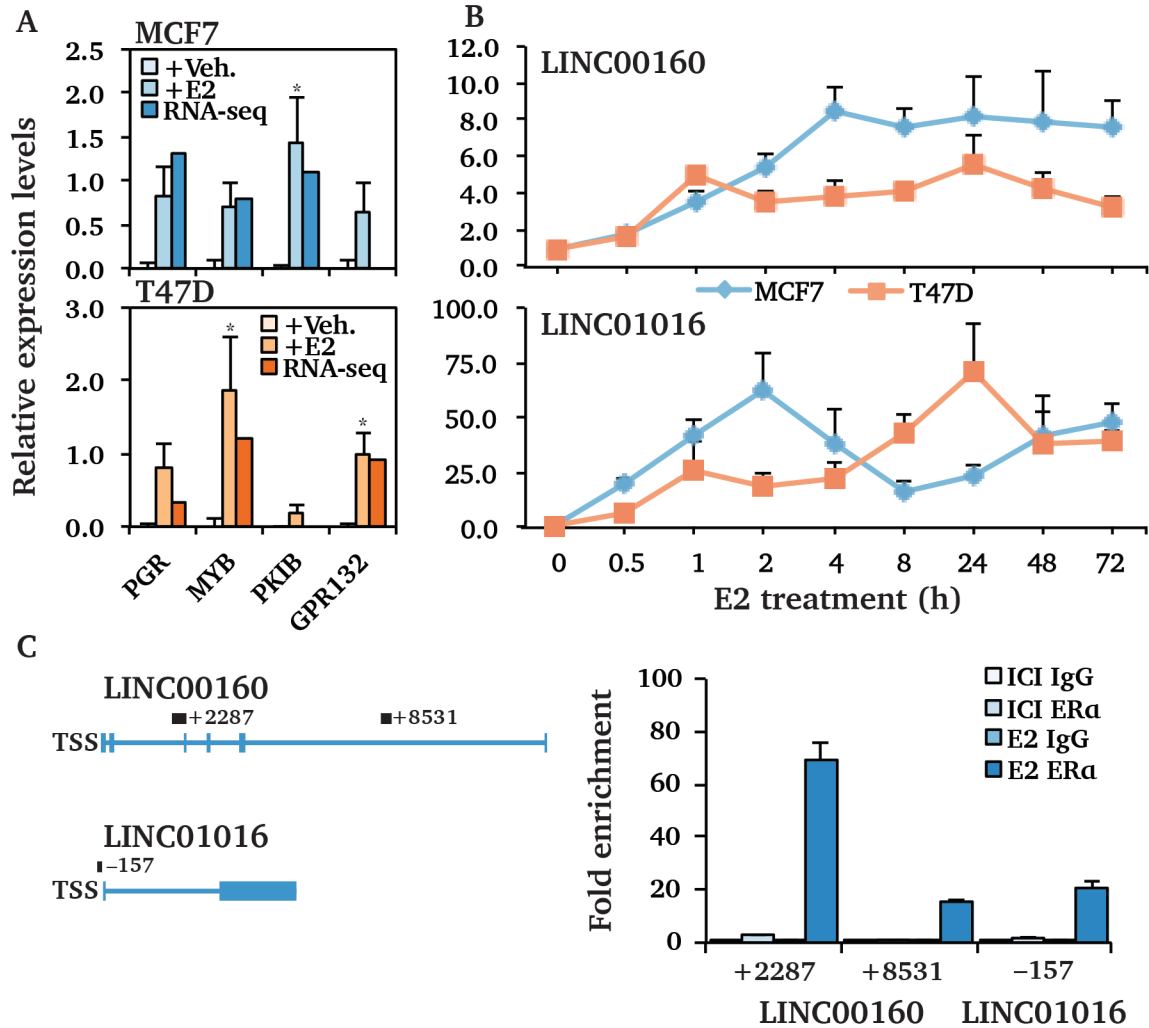 A
MCF7
2.5
2.0
1.5
1.0
0.5
0.0
+Veh.
+E2
RNA-seq
*
T47D
3.0
2.0
1.0
0.0
+Veh.
+E2
RNA-seq
*
*
PGR
MYB
PKIB
GPR132
Relative expression levels
B
LINC00160
12.0
10.0
8.0
6.0
4.0
2.0
0.0
MCF7
T47D
LINC01016
100.0
75.0
50.0
25.0
0.0
0 0.5 1 2 4 8 24 48 72
E2 treatment (h)
C
LINC00160
+2287
+8531
TSS
LINC01016
–157
TSS
Fold enrichment
100
80
60
40
20
0
ICI IgG
ICI ERα
E2 IgG
E2 ERα
+2287 +8531 –157
LINC00160 LINC01016